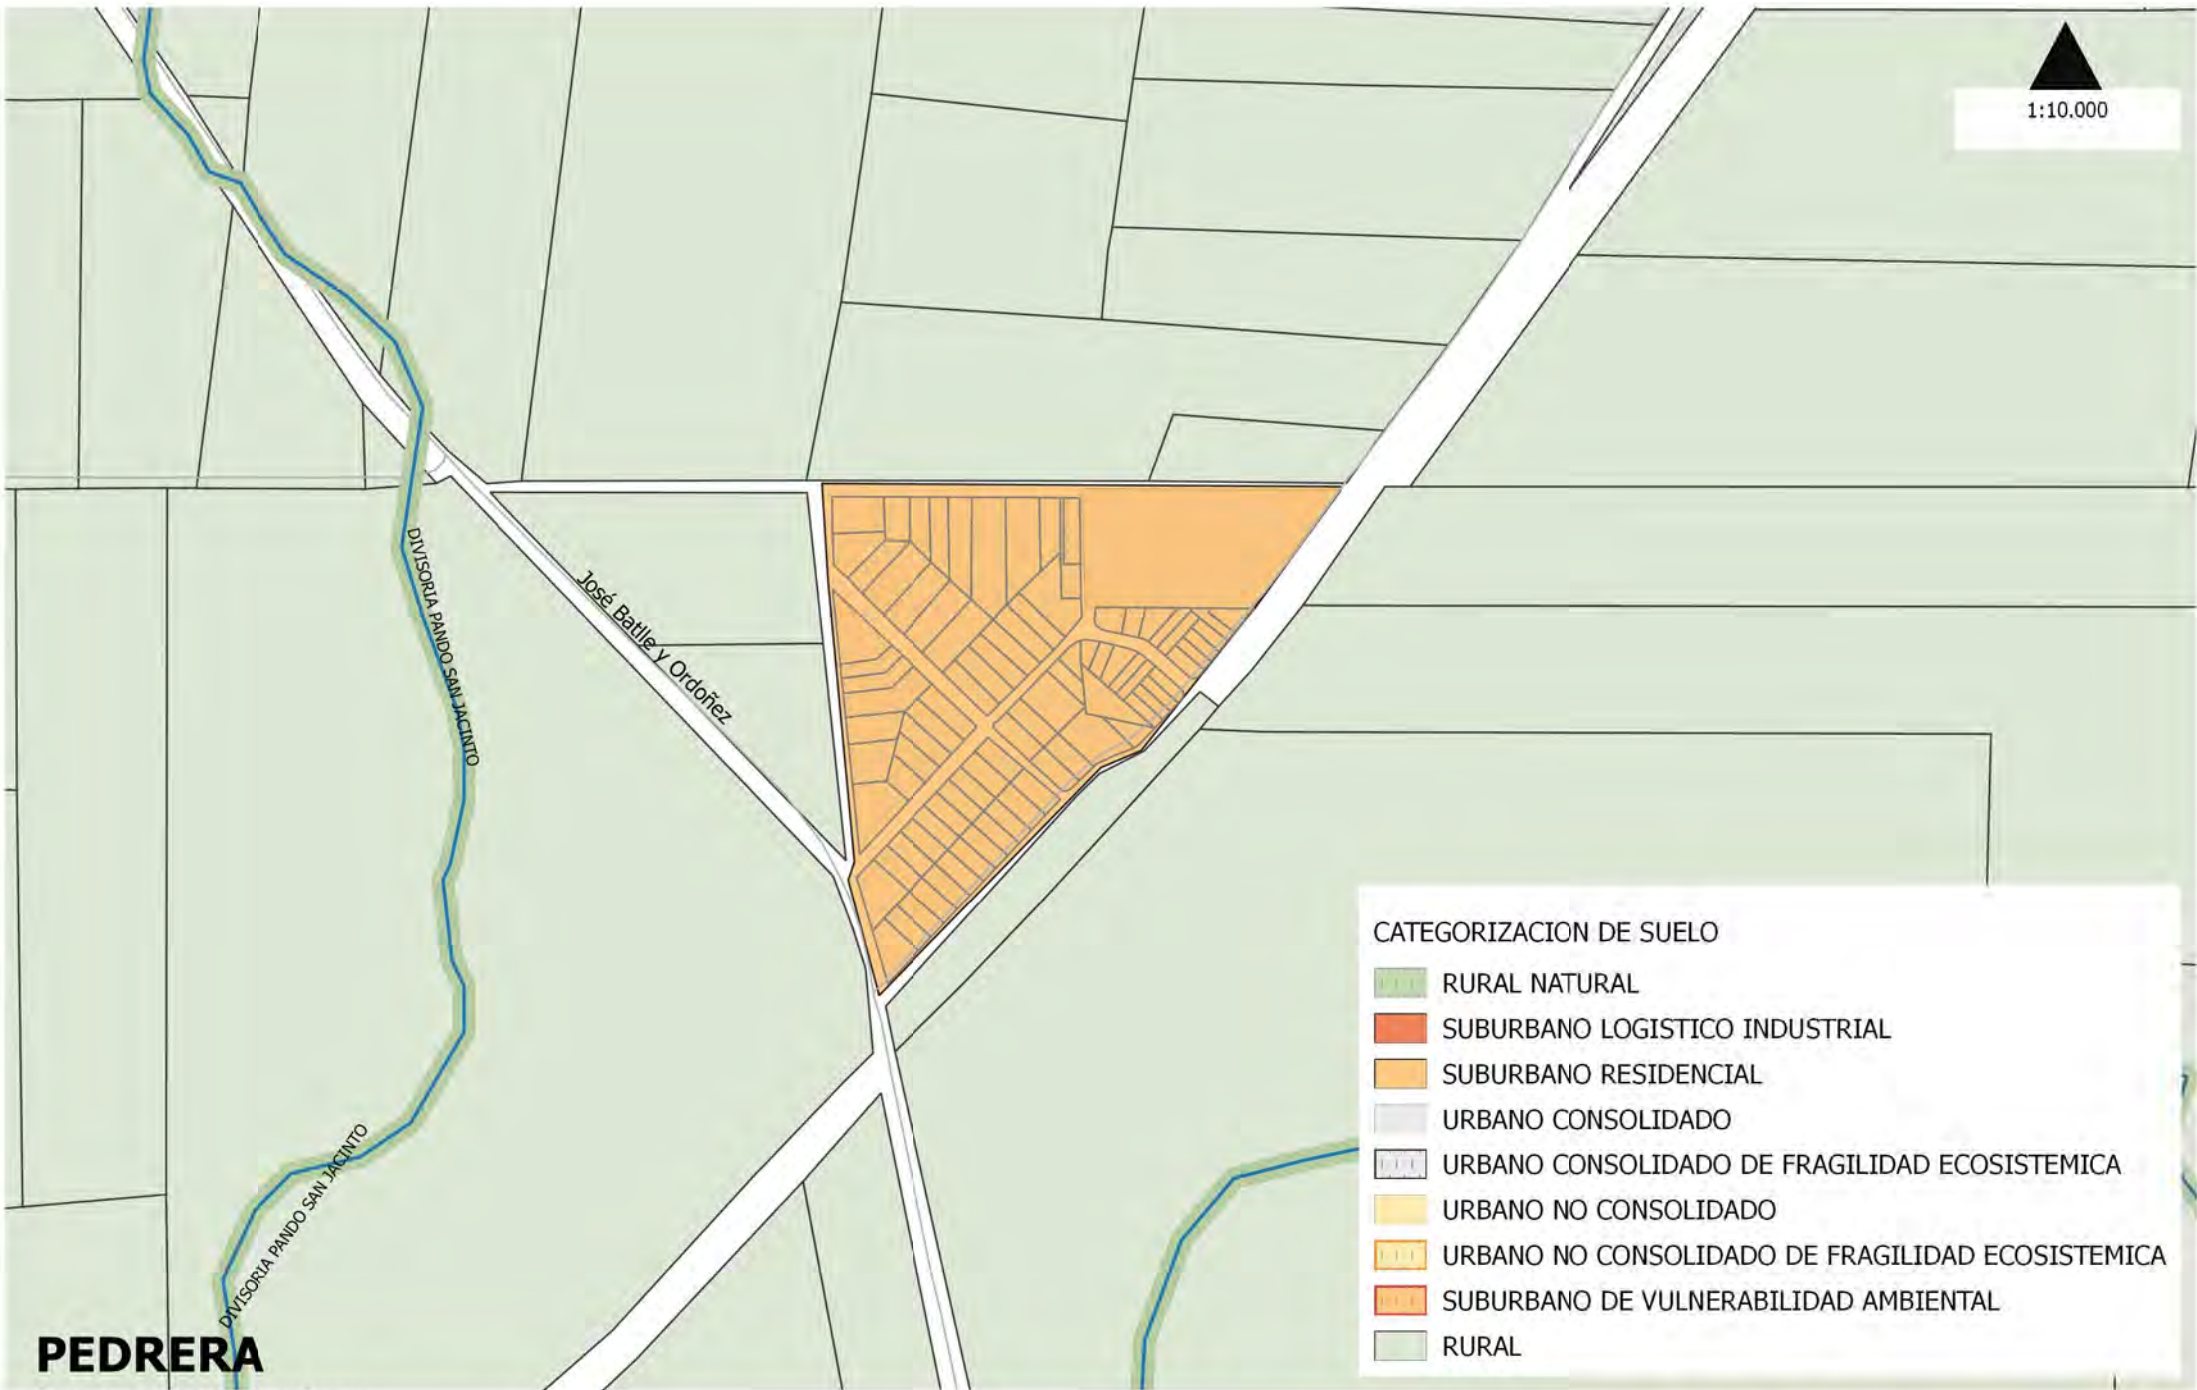 1:10.000
DIVISORIA PANDO SAN JACINTO
José Batlle y Ordoñez
CATEGORIZACION DE SUELO
RURAL NATURAL
SUBURBANO LOGISTICO INDUSTRIAL
SUBURBANO RESIDENCIAL
URBANO CONSOLIDADO
URBANO CONSOLIDADO DE FRAGILIDAD ECOSISTEMICA
URBANO NO CONSOLIDADO
URBANO NO CONSOLIDADO DE FRAGILIDAD ECOSISTEMICA
SUBURBANO DE VULNERABILIDAD AMBIENTAL
RURAL
DIVISORIA PANDO SAN JACINTO
PEDRERA